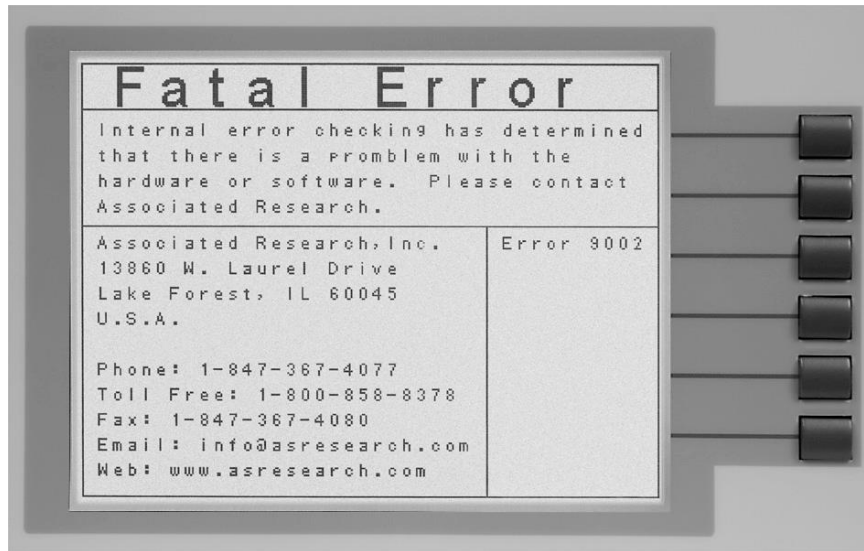 Fatal Error
Internal error checking has determined
that there is a promblem with the
hardware or software. Please contact
Associated Research.
Associated Research,Inc.
13860 W. Laurel Drive
Lake Forest, IL 60045
U.S.A.
Phone: 1-847-367-4077
Toll Free: 1-800-858-8378
Fax: 1-847-367-4080
Email: info@asresearch.com
Web: www.asresearch.com
Error 9002